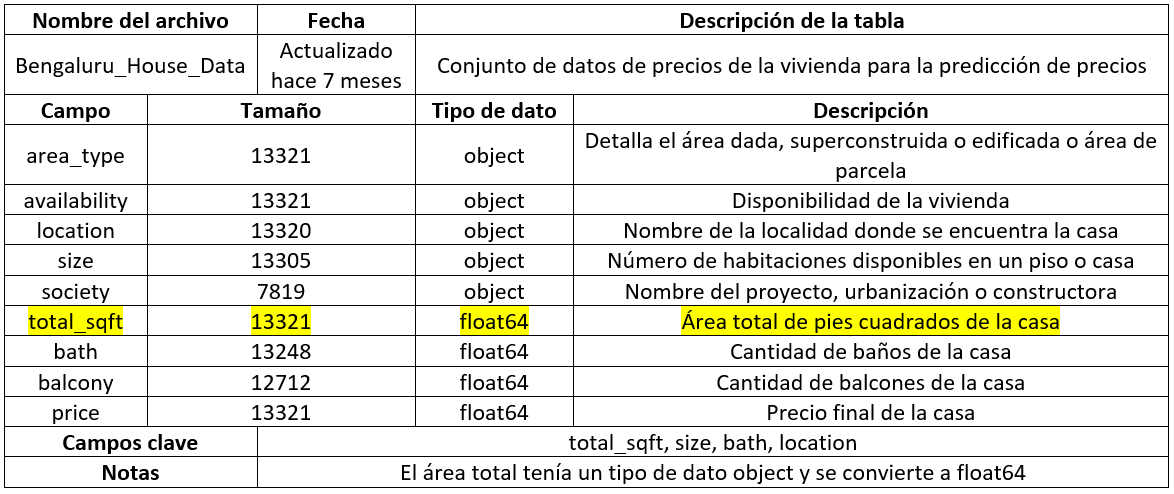 Nombre del archivo Fecha Descripción de la tabla
Bengaluru_House_Data Actualizado hace 7 meses Conjunto de datos de precios de la vivienda para la predicción de precios
Campo Tamaño Tipo de dato Descripción
area_type 13321 object Detalla el área dada, superconstruida o edificada o área de parcela
availability 13321 object Disponibilidad de la vivienda
location 13320 object Nombre de la localidad donde se encuentra la casa
size 13305 object Número de habitaciones disponibles en un piso o casa
society 7819 object Nombre del proyecto, urbanización o constructora
total_sqft 13321 float64 Área total de pies cuadrados de la casa
bath 13248 float64 Cantidad de baños de la casa
balcony 12712 float64 Cantidad de balcones de la casa
price 13321 float64 Precio final de la casa
Campos clave total_sqft, size, bath, location
Notas El área total tenía un tipo de dato object y se convierte a float64